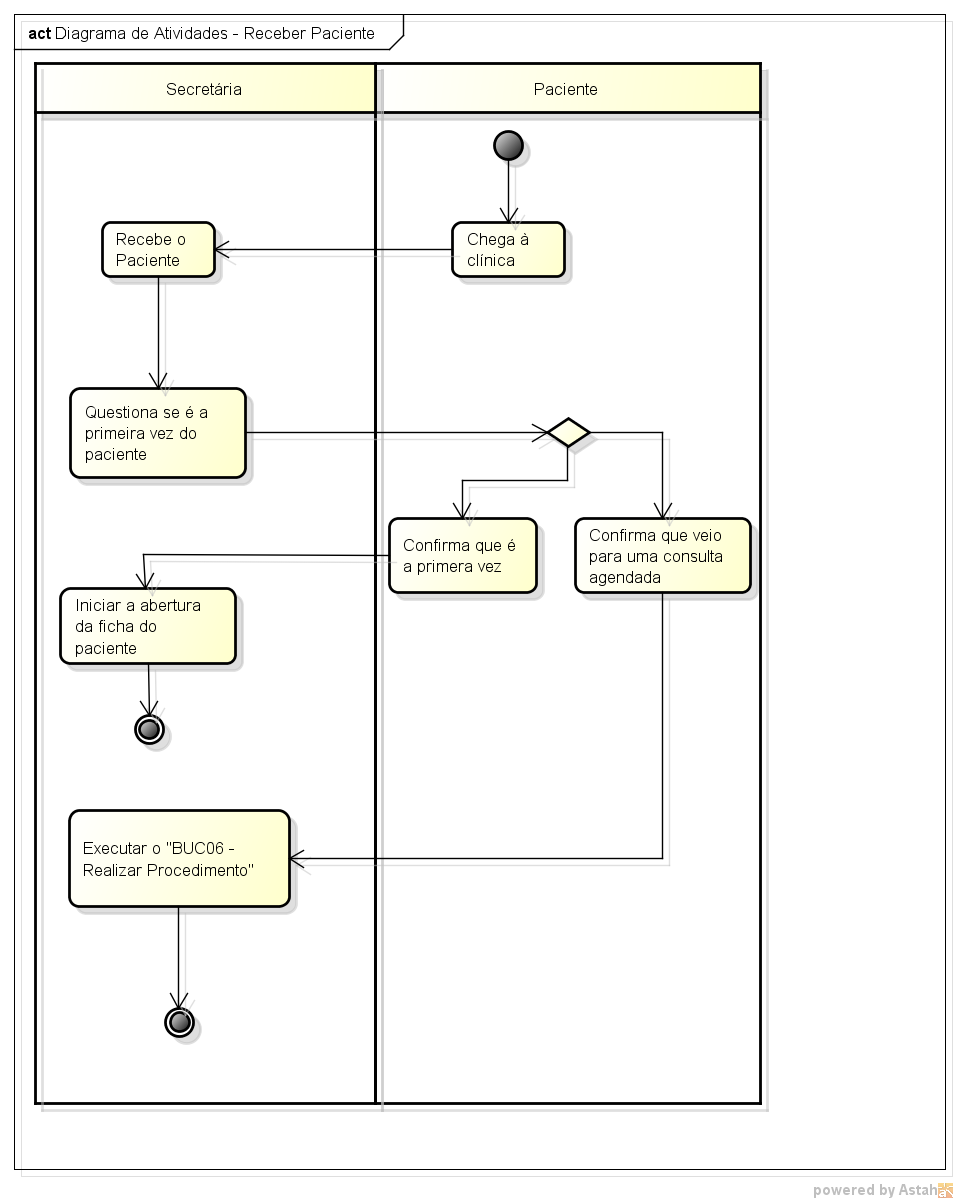 act Diagrama de Atividades - Receber Paciente
Secretária
Paciente
Recebe o
Paciente
Chega à
clínica
Questiona se é a
primeira vez do
paciente
Confirma que é
a primera vez
Confirma que veio
para uma consulta
agendada
Iniciar a abertura
da ficha do
paciente
Executar o "BUC06 -
Realizar Procedimento"
powered by Astah